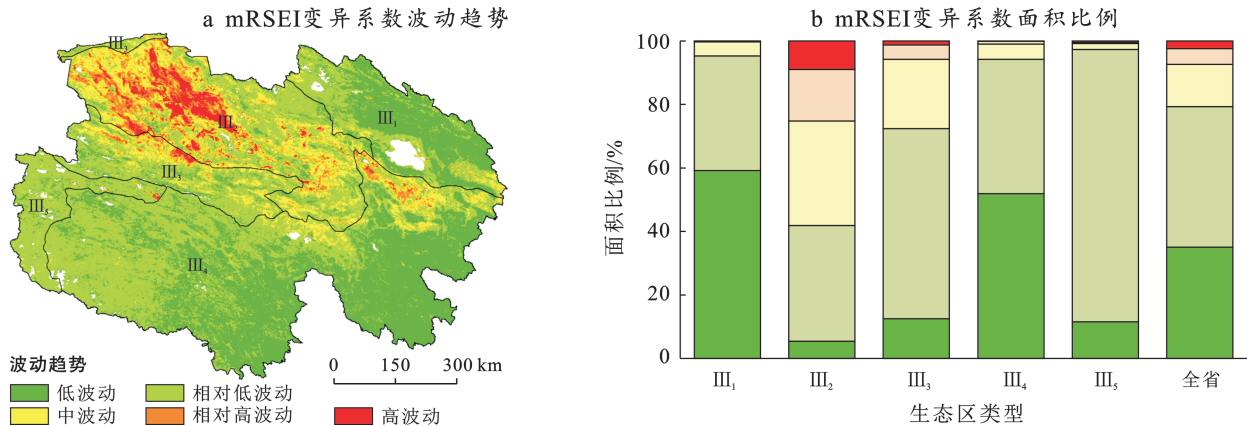 a mRSEI变异系数波动趋势
Ⅲ₂
Ⅲ₁
Ⅲ
Ⅲ₃
Ⅲ₅
Ⅲ₄
波动趋势
低波动
相对低波动
中波动
相对高波动
高波动
0 150 300 km
b mRSEI变异系数面积比例
面积比例/%
100
80
60
40
20
0
Ⅲ₁ Ⅲ₂ Ⅲ₃ Ⅲ₄ Ⅲ₅ 全省
生态区类型